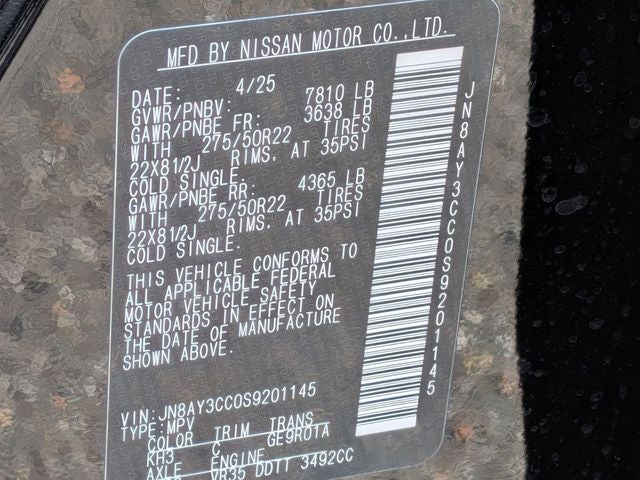 MFD BY NISSAN MOTOR CO.,LTD.
DATE: 4/25
GVWR/PNBV: 7810 LB
GAWR/PNBE FR: 3638 LB
WITH 275/50R22 TIRES
22X81/2J RIMS, AT 35PSI
COLD SINGLE.
GAWR/PNBE RR: 4365 LB
WITH 275/50R22 TIRES
22X81/2J RIMS, AT 35PSI
COLD SINGLE.
THIS VEHICLE CONFORMS TO
ALL APPLICABLE FEDERAL
MOTOR VEHICLE SAFETY
STANDARDS IN EFFECT ON
THE DATE OF MANUFACTURE
SHOWN ABOVE.
VIN:JN8AY3CC0S9201145
TYPE:MPV
COLOR TRIM TRANS
KH3 C GE9R01A
AXLE ENGINE
VR35 DDTT 3492CC
JN8AY3CC0S9201145